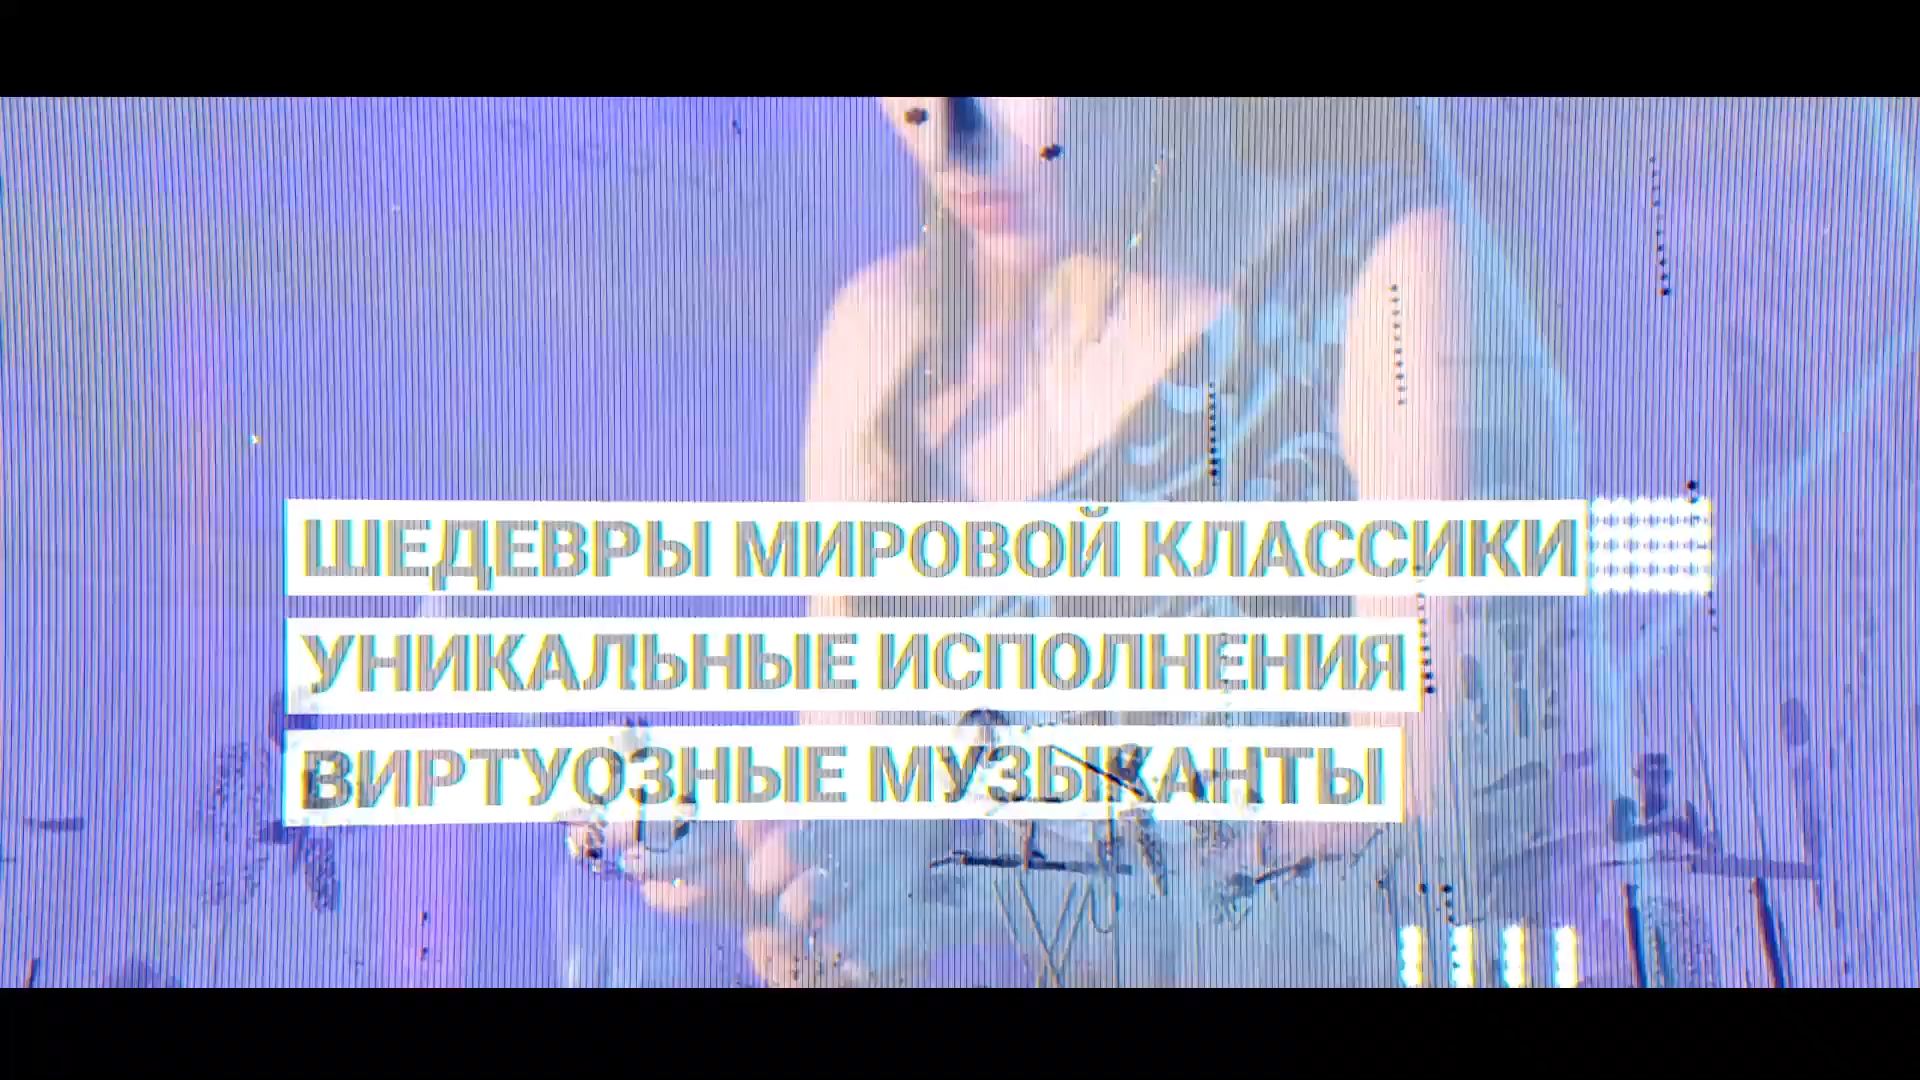 ШЕДЕВРЫ МИРОВОЙ КЛАССИКИ
УНИКАЛЬНЫЕ ИСПОЛНЕНИЯ
ВИРТУОЗНЫЕ МУЗЫКАНТЫ